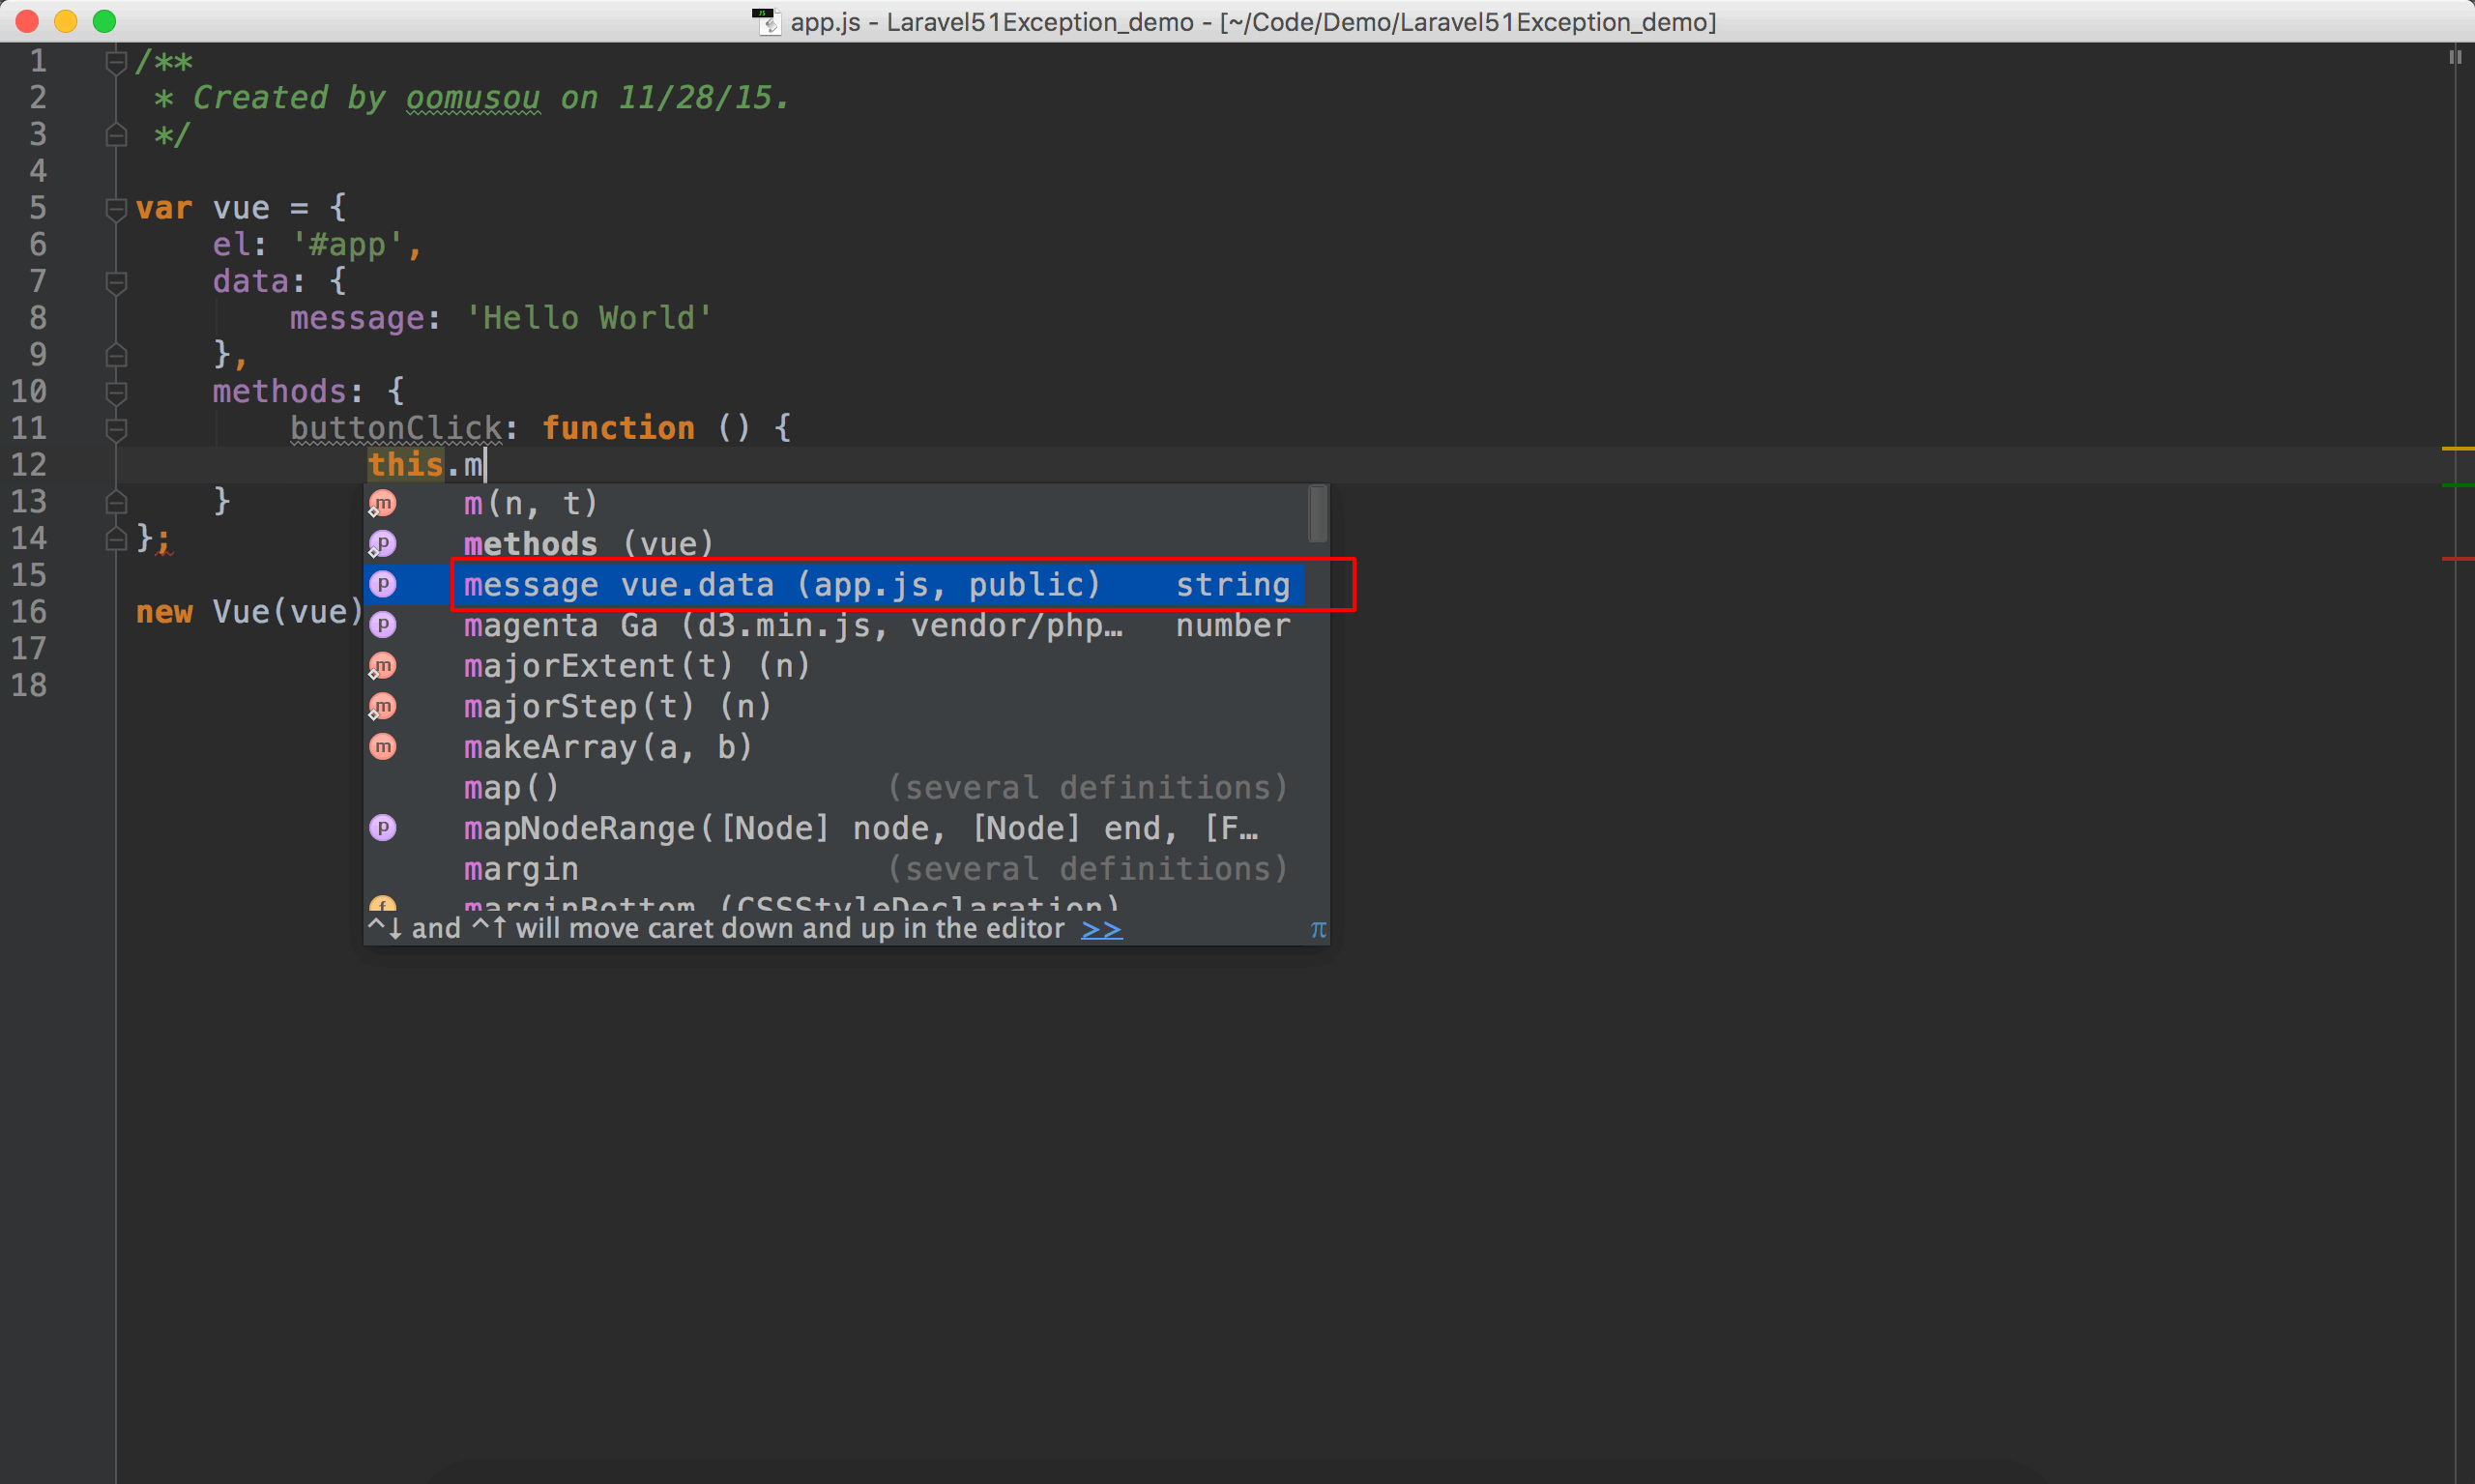 app.js - Laravel51Exception_demo - [~/Code/Demo/Laravel51Exception_demo]
1 /**
2  * Created by oomusou on 11/28/15.
3  */
4
5 var vue = {
6     el: '#app',
7     data: {
8         message: 'Hello World'
9     },
10     methods: {
11         buttonClick: function () {
12             this.m
13     }
14 };
15
16 new Vue(vue)
17
18
m m(n, t)
p methods (vue)
p message vue.data (app.js, public) string
p magenta Ga (d3.min.js, vendor/php… number
m majorExtent(t) (n)
m majorStep(t) (n)
m makeArray(a, b)
map() (several definitions)
p mapNodeRange([Node] node, [Node] end, [F…
margin (several definitions)
f marginBottom (CSSStyleDeclaration)
^↓ and ^↑ will move caret down and up in the editor >> π